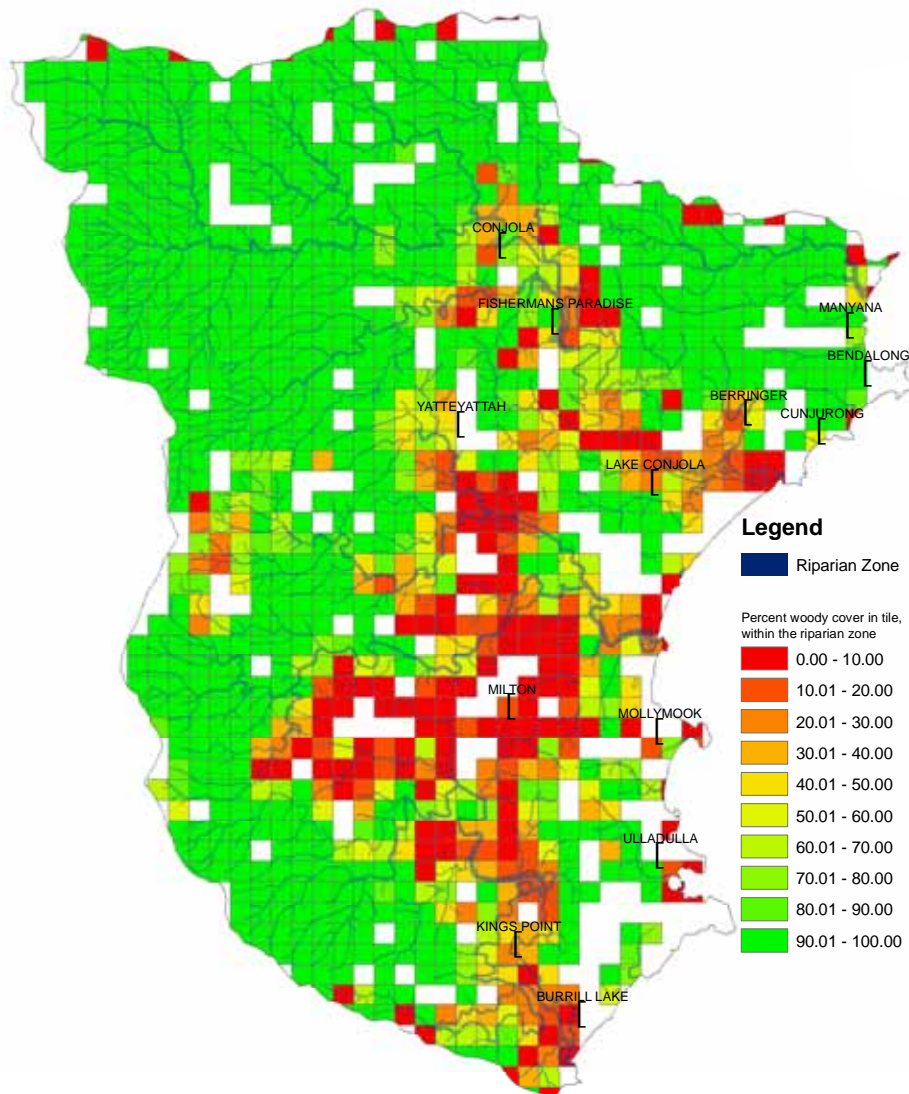 CONJOLA
FISHERMANS PARADISE
MANYANA
BENDALONG
BERRINGER
YATTEYATTAH
CUNJURONG
LAKE CONJOLA
Legend
Riparian Zone
Percent woody cover in tile,
within the riparian zone
0.00 - 10.00
10.01 - 20.00
20.01 - 30.00
30.01 - 40.00
40.01 - 50.00
50.01 - 60.00
60.01 - 70.00
70.01 - 80.00
80.01 - 90.00
90.01 - 100.00
MILTON
MOLLYMOOK
ULLADULLA
KINGS POINT
BURRILL LAKE